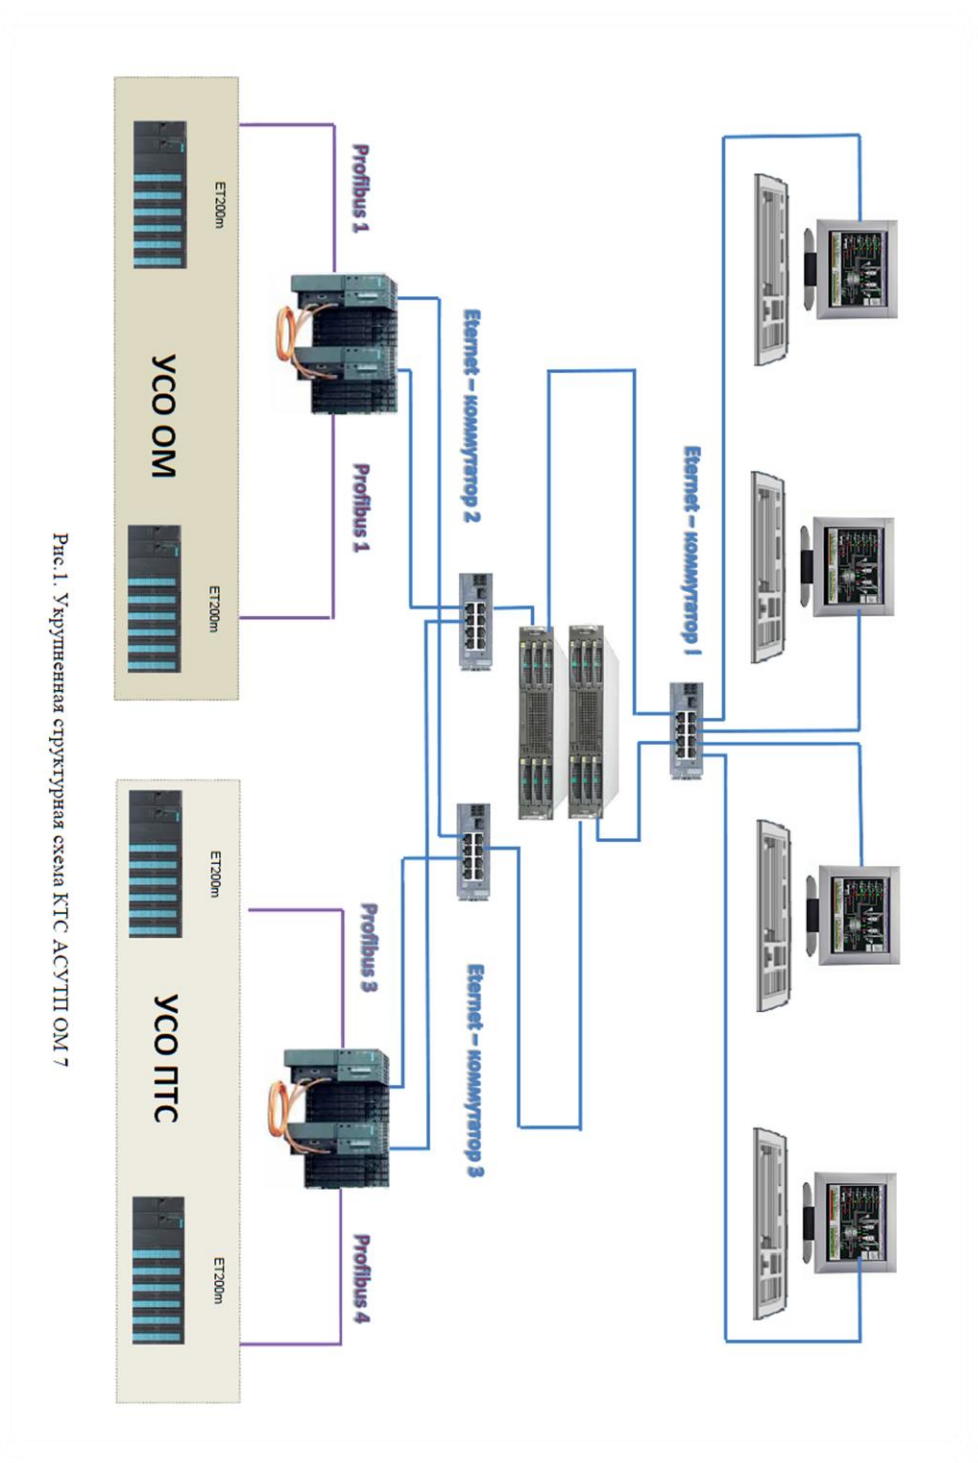 Eternet – коммутатор 1
Eternet – коммутатор 2
Eternet – коммутатор 3
Profibus 1
Profibus 1
Profibus 3
Profibus 4
ET200m
ET200m
ET200m
ET200m
УСО ОМ
УСО ПТС
Рис.1. Укрупненная структурная схема КТС АСУТП ОМ 7